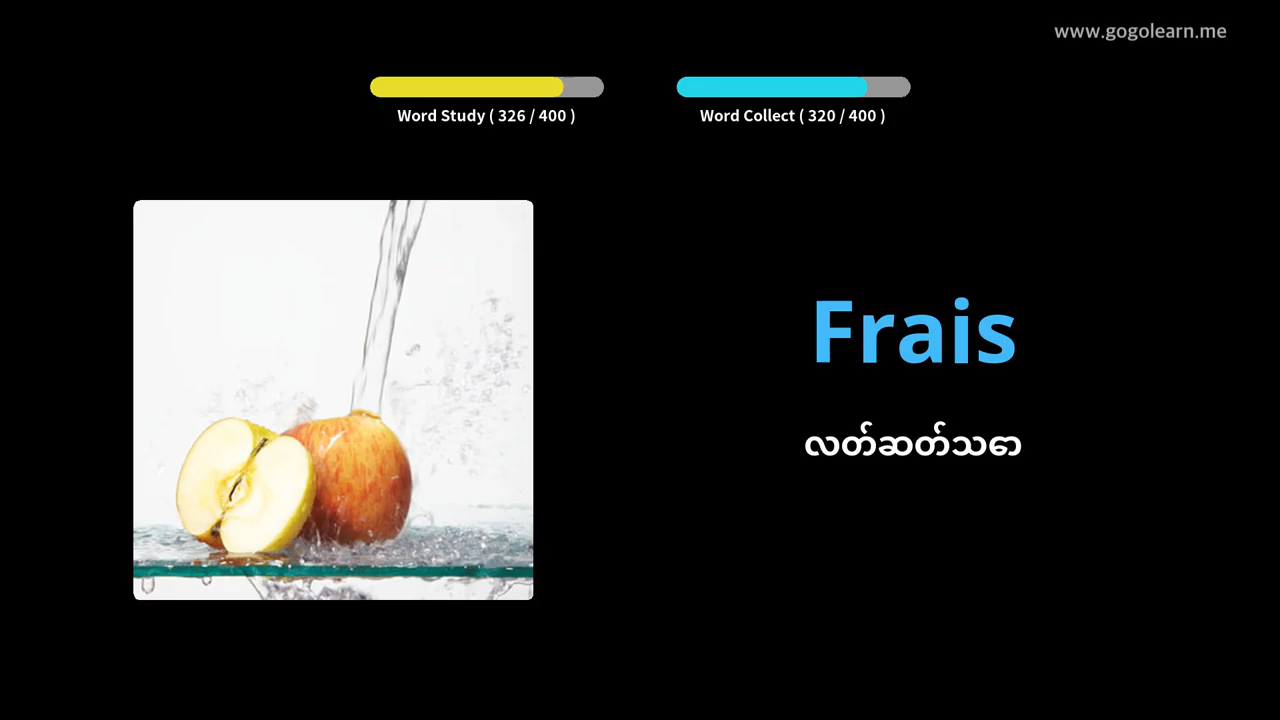 www.gogolearn.me
Word Study ( 326 / 400 )
Word Collect ( 320 / 400 )
Frais
လတ်ဆတ်သော